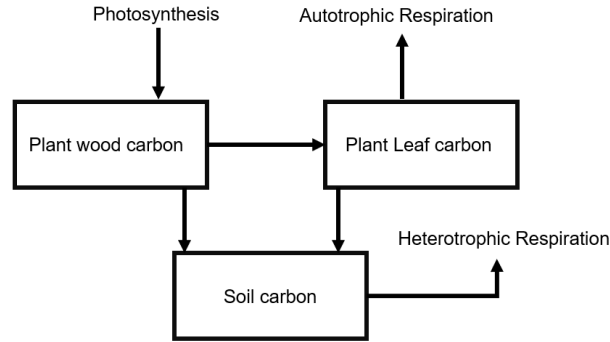 Photosynthesis
Autotrophic Respiration
Plant wood carbon
Plant Leaf carbon
Heterotrophic Respiration
Soil carbon